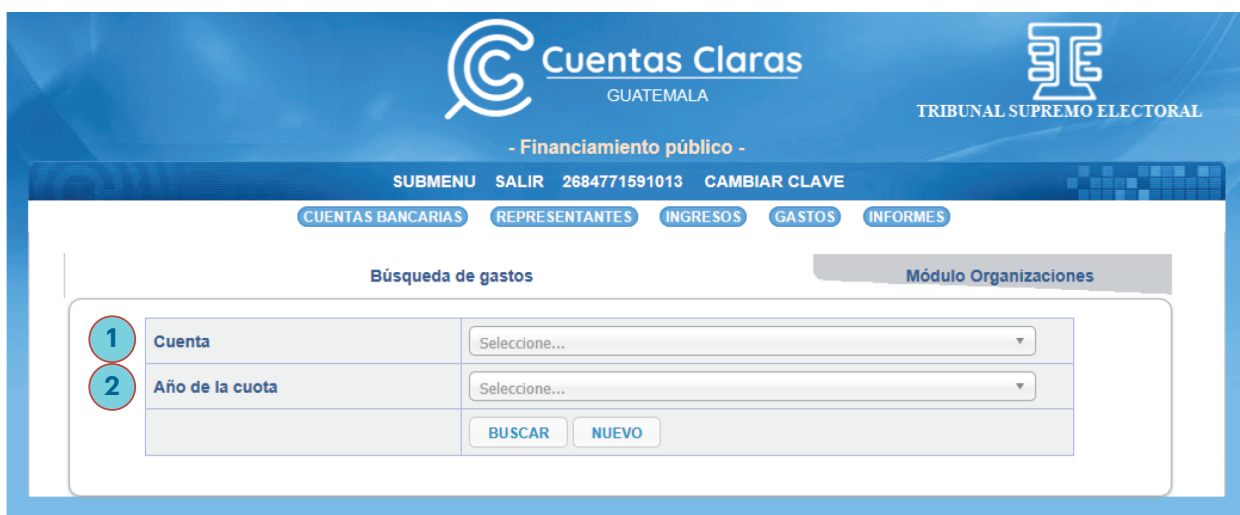 Cuentas Claras
GUATEMALA
TRIBUNAL SUPREMO ELECTORAL
- Financiamiento público -
SUBMENU SALIR 2684771591013 CAMBIAR CLAVE
CUENTAS BANCARIAS REPRESENTANTES INGRESOS GASTOS INFORMES
Búsqueda de gastos Módulo Organizaciones
1 Cuenta Seleccione...
2 Año de la cuota Seleccione...
BUSCAR NUEVO